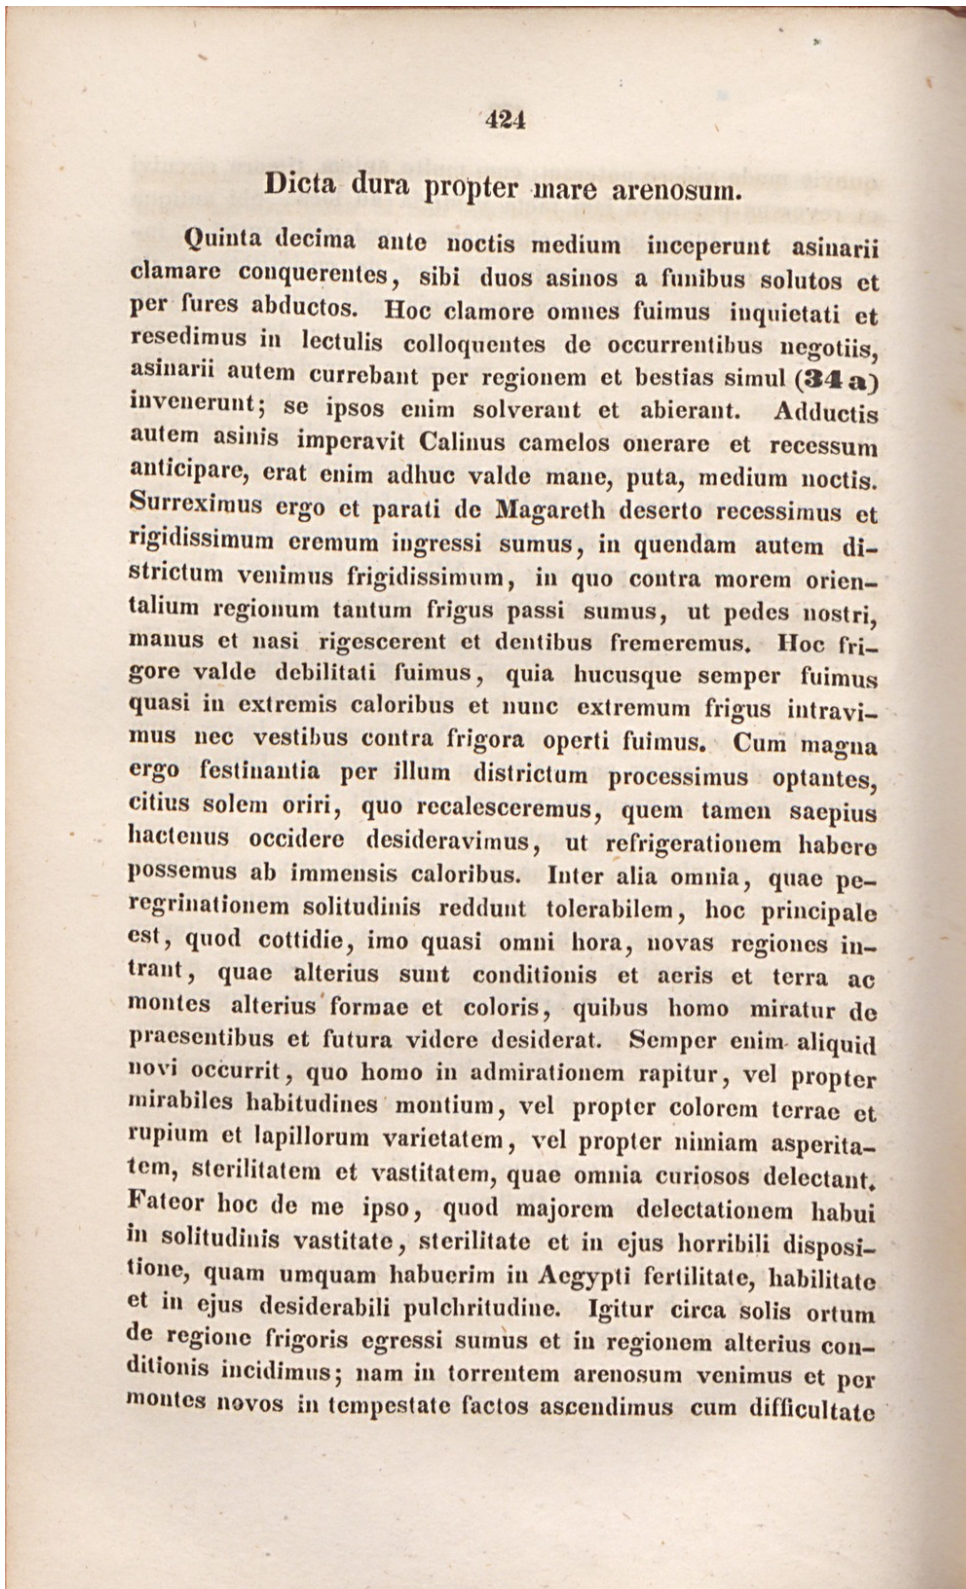 424
Dicta dura propter mare arenosum.
Quinta decima ante noctis medium inceperunt asinarii
clamare conquerentes, sibi duos asinos a funibus solutos et
per fures abductos. Hoc clamore omnes fuimus inquietati et
resedimus in lectulis colloquentes de occurrentibus negotiis,
asinarii autem currebant per regionem et bestias simul (34 a)
invenerunt; se ipsos enim solverant et abierant. Adductis
autem asinis imperavit Calinus camelos onerare et recessum
anticipare, erat enim adhuc valde mane, puta, medium noctis.
Surreximus ergo et parati de Magareth deserto recessimus et
rigidissimum eremum ingressi sumus, in quendam autem di-
strictum venimus frigidissimum, in quo contra morem orien-
talium regionum tantum frigus passi sumus, ut pedes nostri,
manus et nasi rigescerent et dentibus fremeremus. Hoc fri-
gore valde debilitati fuimus, quia hucusque semper fuimus
quasi in extremis caloribus et nunc extremum frigus intravi-
mus nec vestibus contra frigora operti fuimus. Cum magna
ergo festinantia per illum districtum processimus optantes,
citius solem oriri, quo recalesceremus, quem tamen saepius
hactenus occidere desideravimus, ut refrigerationem habere
possemus ab immensis caloribus. Inter alia omnia, quae pe-
regrinationem solitudinis reddunt tolerabilem, hoc principale
est, quod cottidie, imo quasi omni hora, novas regiones in-
trant, quae alterius sunt conditionis et aeris et terra ac
montes alterius formae et coloris, quibus homo miratur de
praesentibus et futura videre desiderat. Semper enim aliquid
novi occurrit, quo homo in admirationem rapitur, vel propter
mirabiles habitudines montium, vel propter colorem terrae et
rupium et lapillorum varietatem, vel propter nimiam asperita-
tem, sterilitatem et vastitatem, quae omnia curiosos delectant.
Fateor hoc de me ipso, quod majorem delectationem habui
in solitudinis vastitate, sterilitate et in ejus horribili disposi-
tione, quam umquam habuerim in Aegypti fertilitate, habilitate
et in ejus desiderabili pulchritudine. Igitur circa solis ortum
de regione frigoris egressi sumus et in regionem alterius con-
ditionis incidimus; nam in torrentem arenosum venimus et per
montes novos in tempestate factos ascendimus cum difficultate